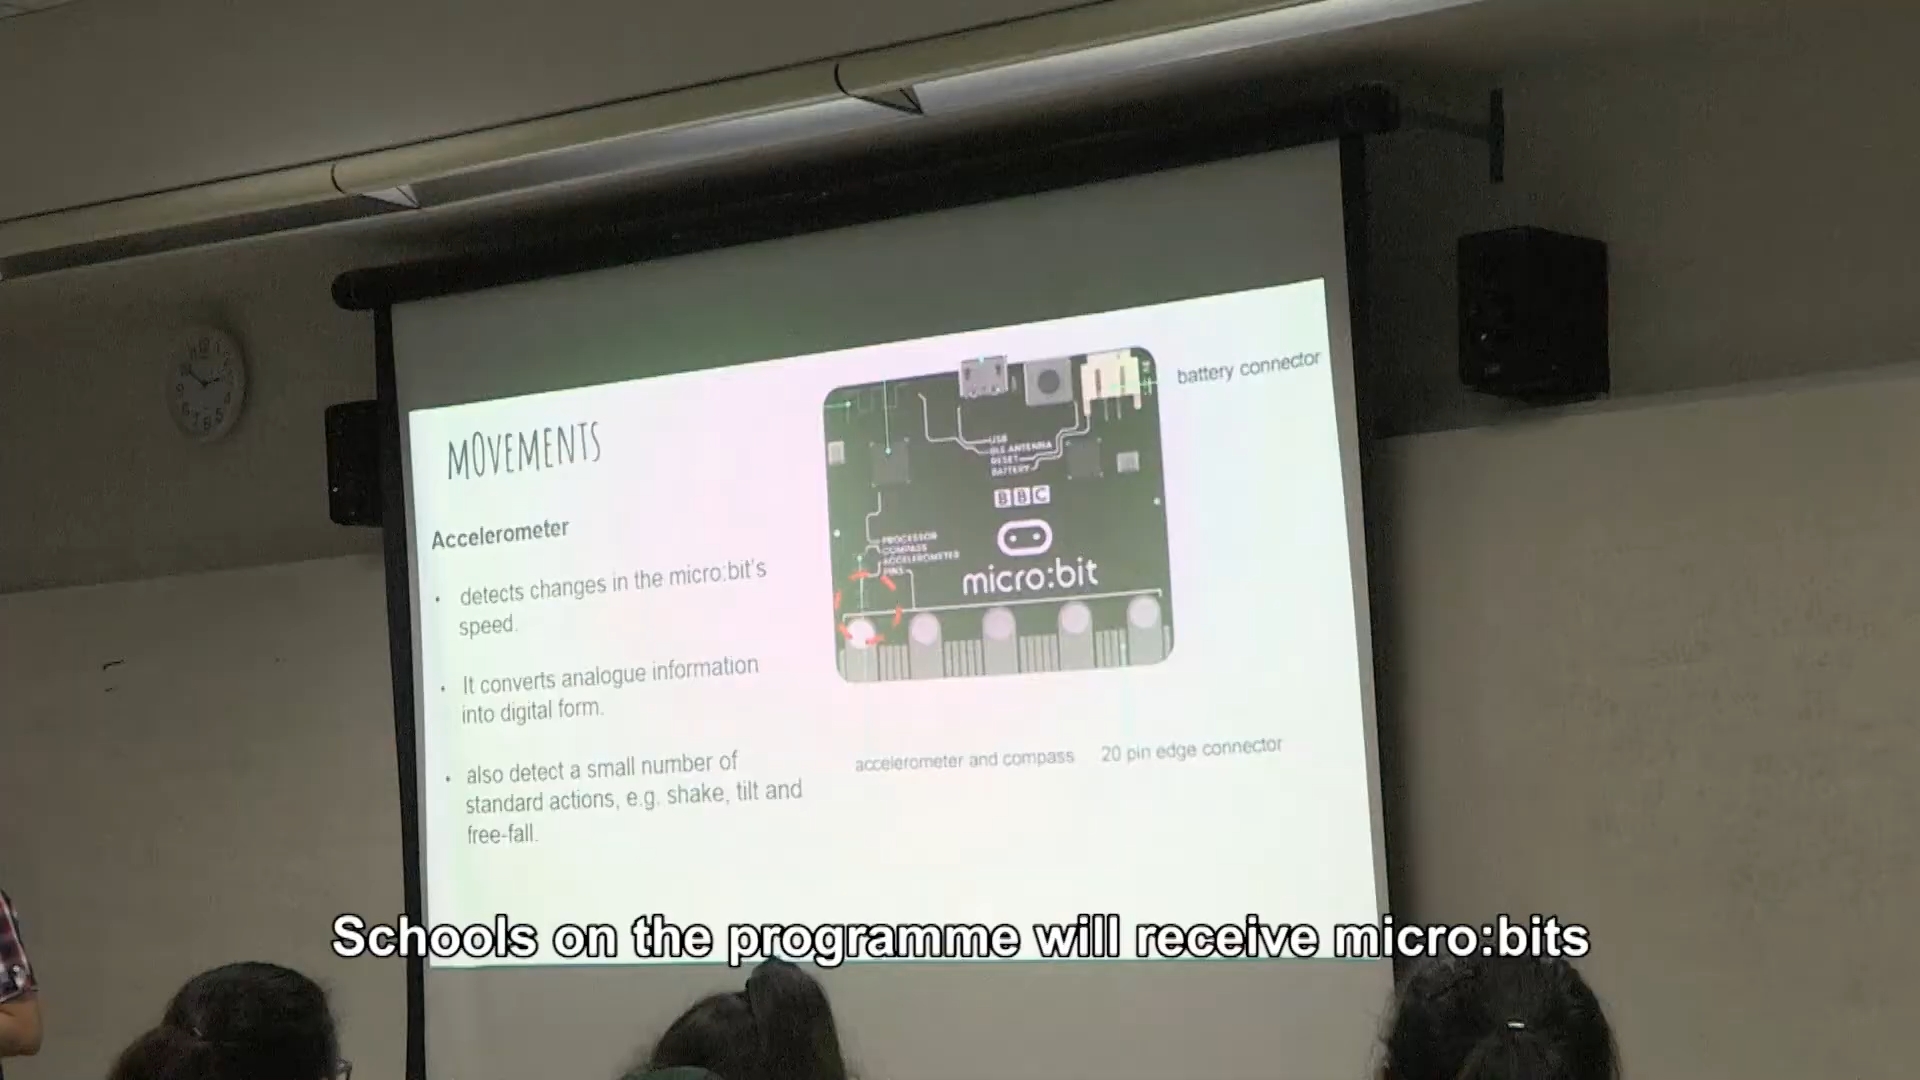 battery connector
MOVEMENTS
USB
BLE ANTENNA
RESET
BATTERY
BBC
Accelerometer
PROCESSOR
COMPASS
ACCELEROMETER
PINS
micro:bit
• detects changes in the micro:bit's
speed.
• It converts analogue information
into digital form.
accelerometer and compass
20 pin edge connector
• also detect a small number of
standard actions, e.g. shake, tilt and
free-fall.
Schools on the programme will receive micro:bits